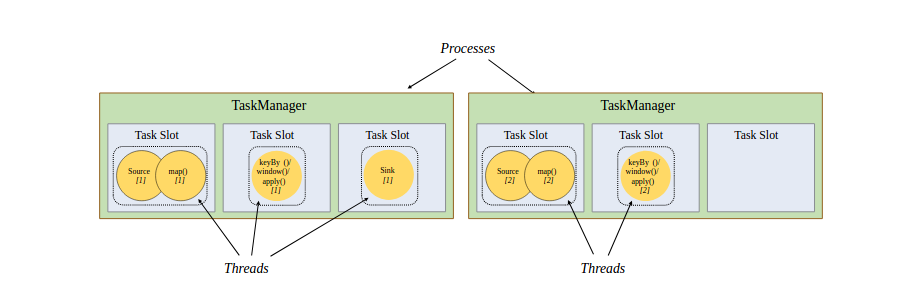 Processes
TaskManager
TaskManager
Task Slot
Task Slot
Task Slot
Task Slot
Task Slot
Task Slot
Source
[1]
map()
[1]
keyBy ()/
window()/
apply()
[1]
Sink
[1]
Source
[2]
map()
[2]
keyBy ()/
window()/
apply()
[2]
Threads
Threads